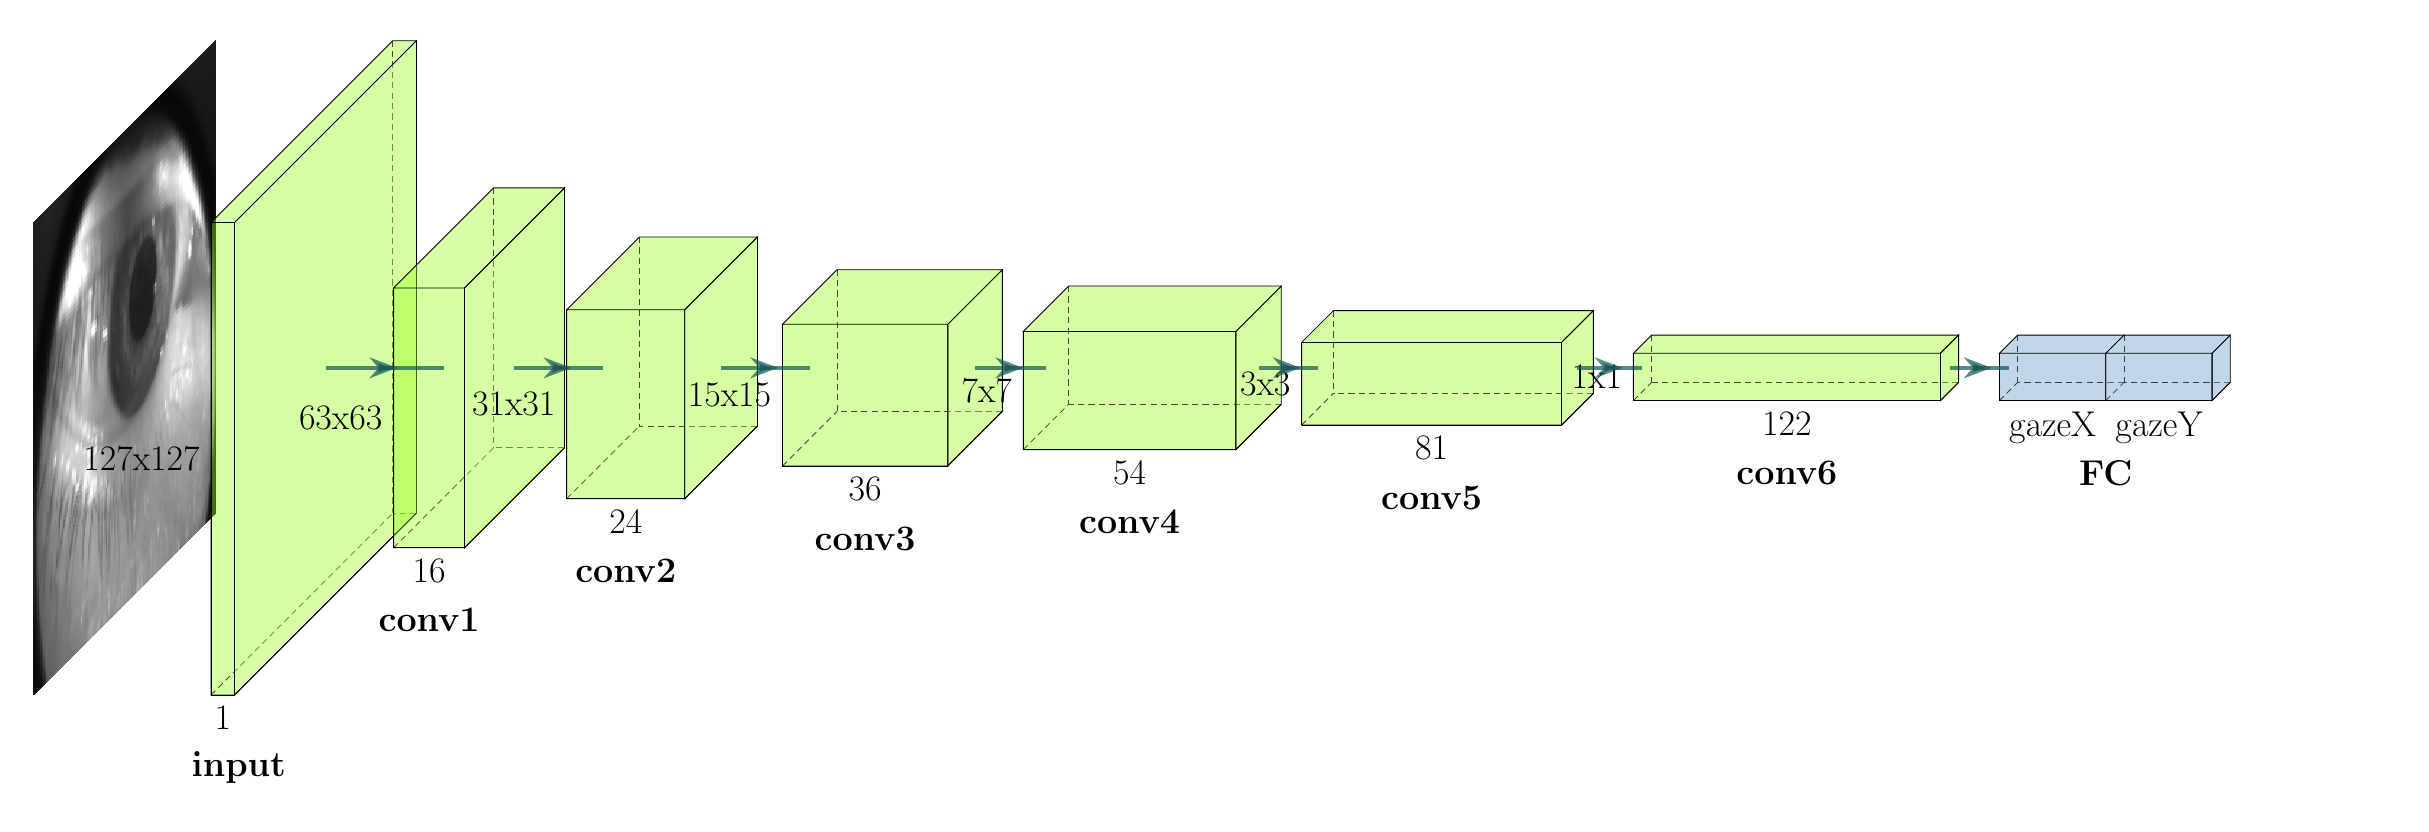 127x127
1
input
63x63
16
conv1
31x31
24
conv2
15x15
36
conv3
7x7
54
conv4
3x3
81
conv5
1x1
122
conv6
gazeX gazeY
FC